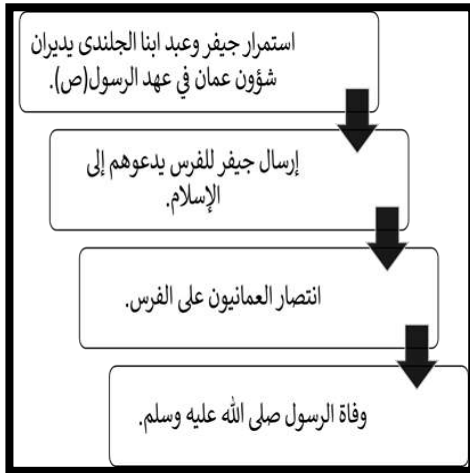 استمرار جيفر وعبد ابنا الجلندى يديران
شؤون عمان في عهد الرسول(ص).
إرسال جيفر للفرس يدعوهم إلى
الإسلام.
انتصار العمانيون على الفرس.
وفاة الرسول صلى الله عليه وسلم.